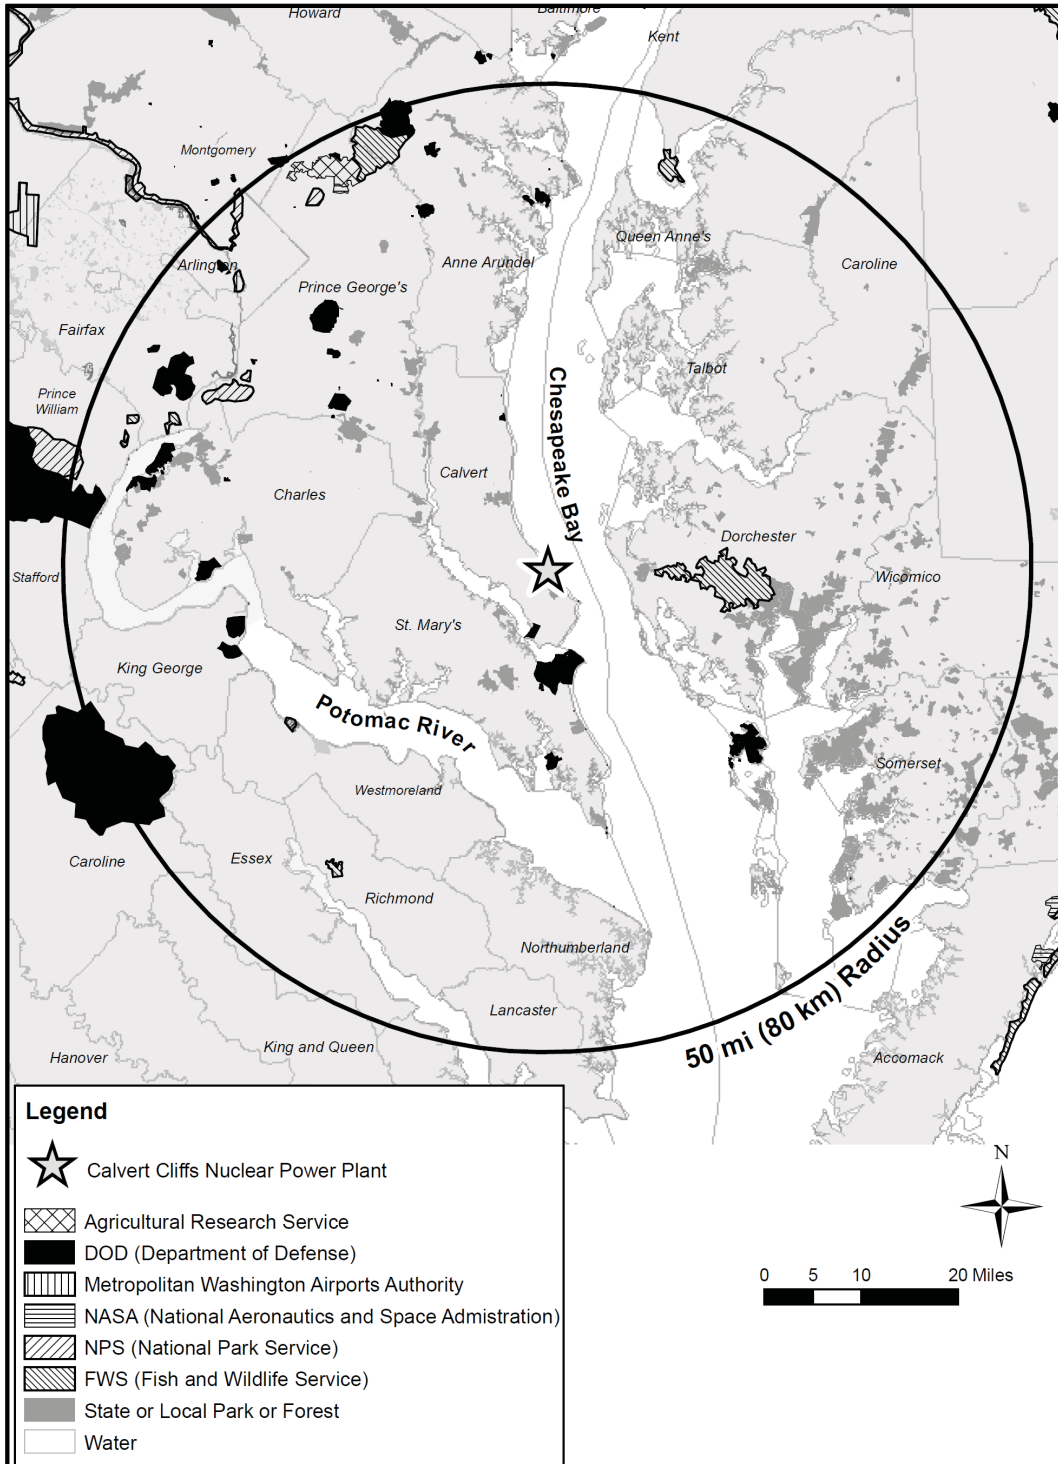 Howard
Baltimore
Kent
Montgomery
Queen Anne's
Arlington
Anne Arundel
Caroline
Prince George's
Fairfax
Talbot
Prince
William
Chesapeake Bay
Calvert
Charles
Dorchester
Stafford
Wicomico
St. Mary's
King George
Potomac River
Somerset
Westmoreland
Caroline
Essex
Richmond
Northumberland
50 mi (80 km) Radius
Lancaster
King and Queen
Hanover
Accomack
Legend
Calvert Cliffs Nuclear Power Plant
Agricultural Research Service
DOD (Department of Defense)
Metropolitan Washington Airports Authority
NASA (National Aeronautics and Space Admistration)
NPS (National Park Service)
FWS (Fish and Wildlife Service)
State or Local Park or Forest
Water
N
0 5 10 20 Miles